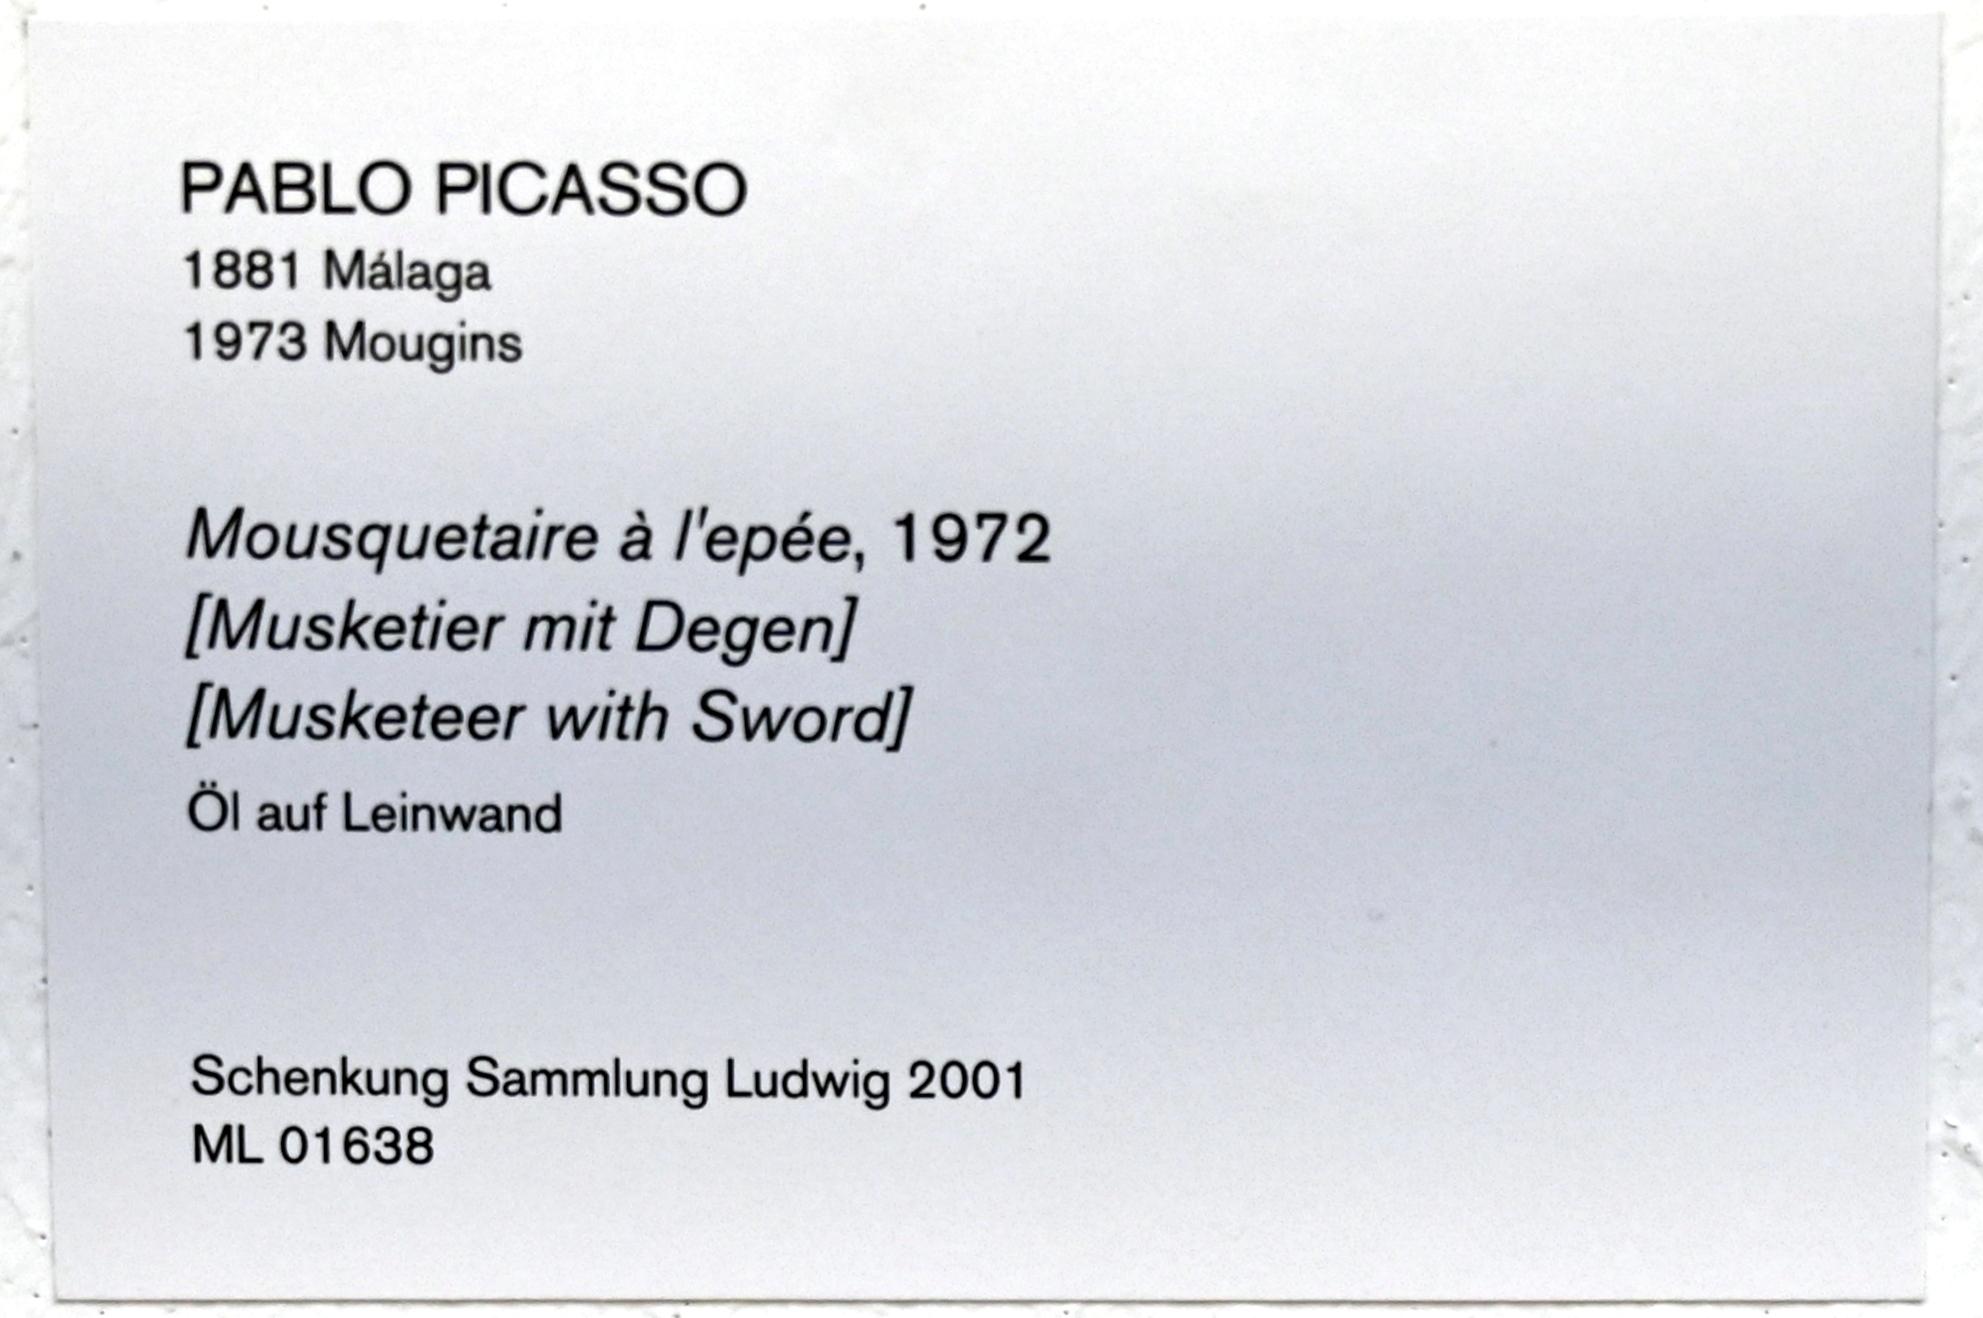 PABLO PICASSO
1881 Málaga
1973 Mougins
Mousquetaire à l'epée, 1972
[Musketier mit Degen]
[Musketeer with Sword]
Öl auf Leinwand
Schenkung Sammlung Ludwig 2001
ML 01638